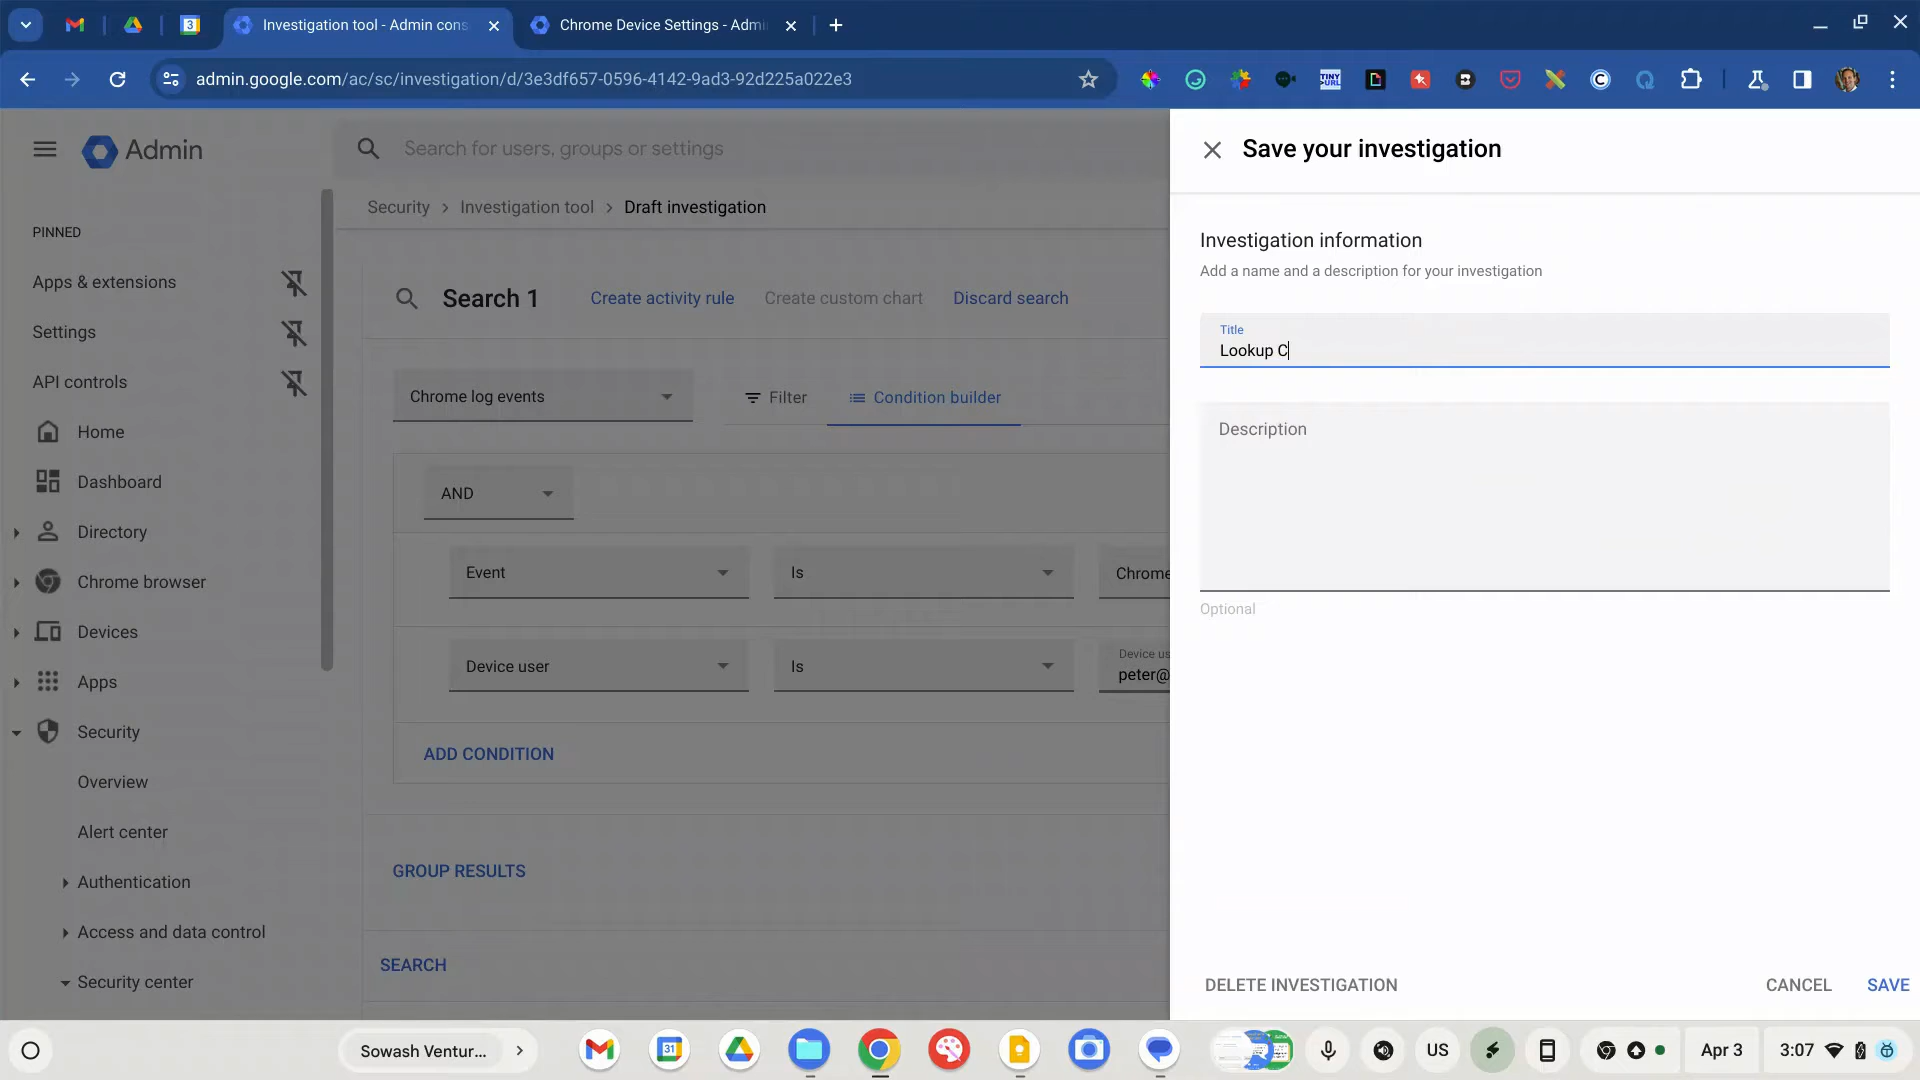 Investigation tool - Admin cons
Chrome Device Settings - Admi
admin.google.com/ac/sc/investigation/d/3e3df657-0596-4142-9ad3-92d225a022e3
Admin
Search for users, groups or settings
Save your investigation
PINNED
Apps & extensions
Settings
API controls
Home
Dashboard
Directory
Chrome browser
Devices
Apps
Security
Overview
Alert center
Authentication
Access and data control
Security center
Security > Investigation tool > Draft investigation
Search 1
Create activity rule
Create custom chart
Discard search
Chrome log events
Filter
Condition builder
AND
Event
Is
Chrome
Device user
Is
Device us
peter@
ADD CONDITION
GROUP RESULTS
SEARCH
Investigation information
Add a name and a description for your investigation
Title
Lookup C
Description
Optional
DELETE INVESTIGATION
CANCEL
SAVE
Sowash Ventur...
31
US
Apr 3
3:07